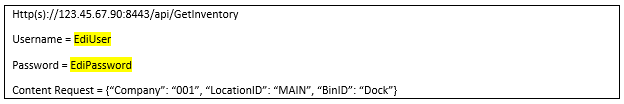 Http(s)://123.45.67.90:8443/api/GetInventory
Username = EdiUser
Password = EdiPassword
Content Request = {“Company”: “001”, “LocationID”: “MAIN”, “BinID”: “Dock”}